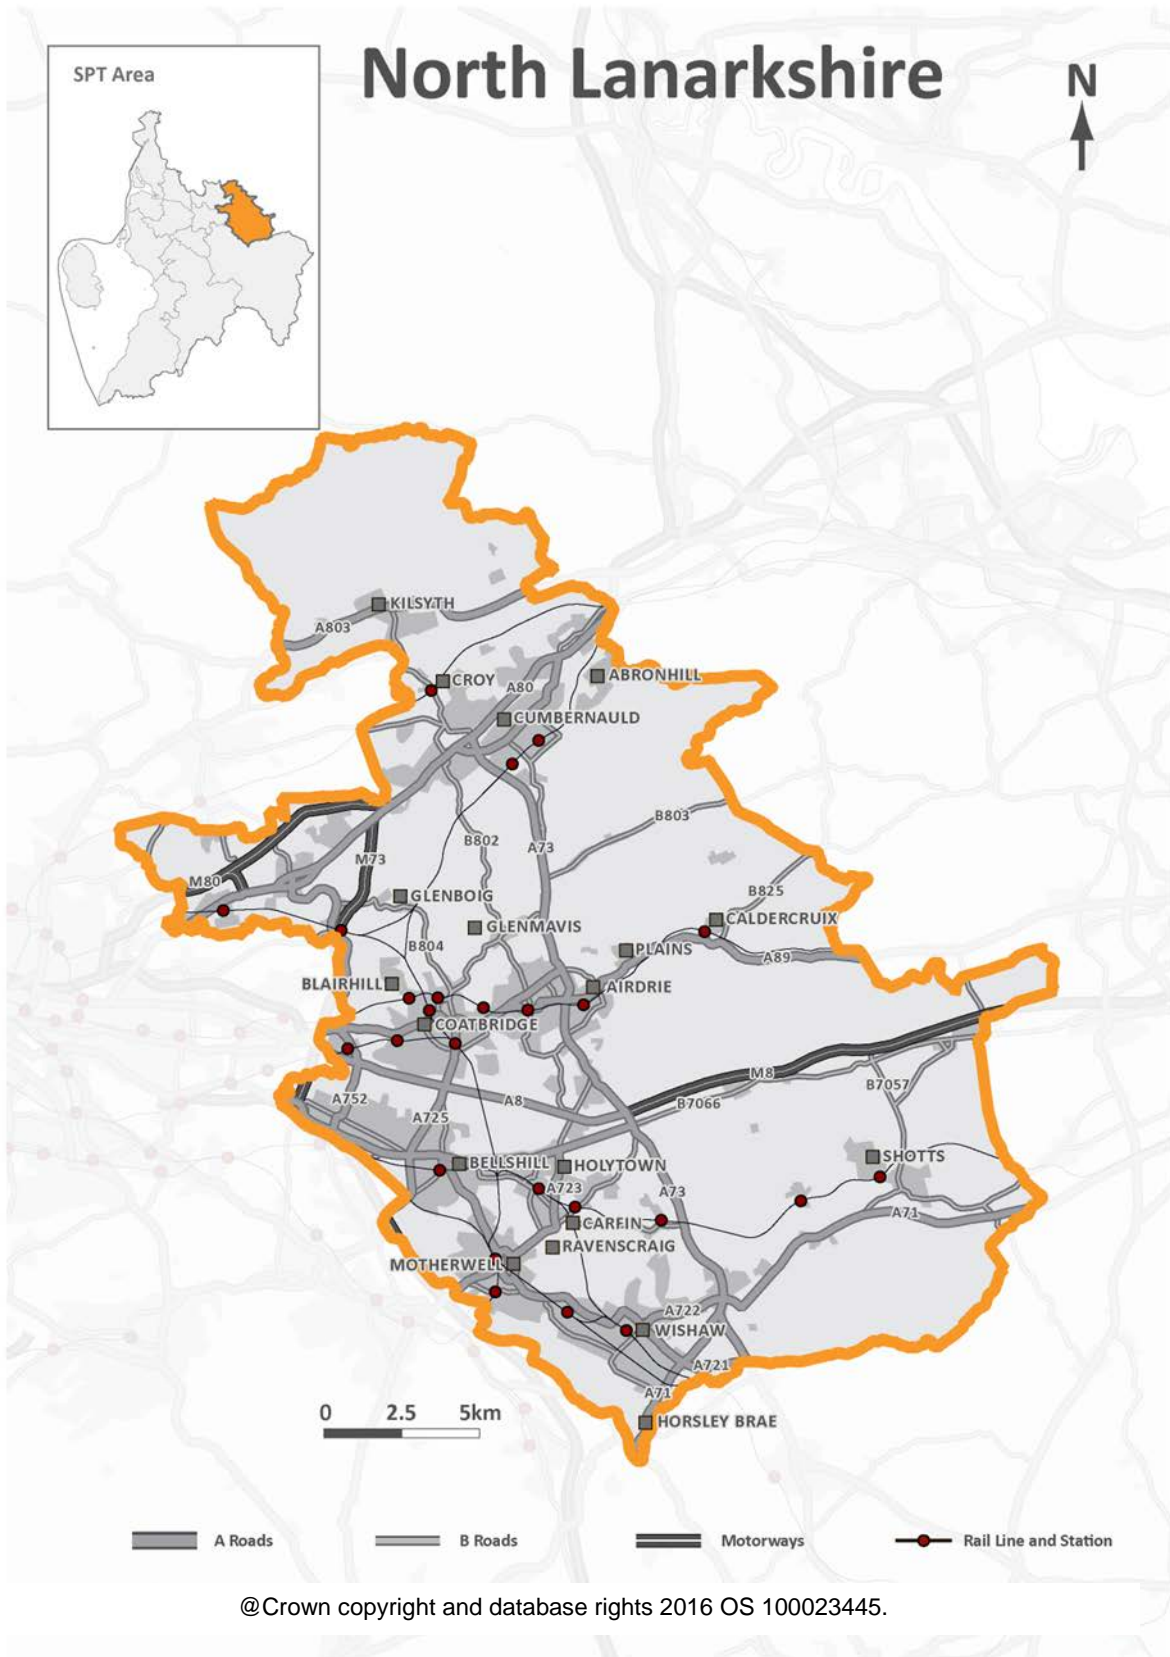 North Lanarkshire
SPT Area
N
KILSYTH
A803
CROY
A80
ABRONHILL
CUMBERNAULD
B803
B802
A73
M73
M80
GLENBOIG
B825
CALDERCRUIX
GLENMAVIS
B804
PLAINS
A89
BLAIRHILL
AIRDRIE
COATBRIDGE
M8
B7057
A752
A8
B7066
A725
SHOTTS
BELLSHILL
HOLYTOWN
A723
A73
A71
CARFIN
RAVENSCRAIG
MOTHERWELL
A722
WISHAW
A721
A71
HORSLEY BRAE
0 2.5 5km
A Roads
B Roads
Motorways
Rail Line and Station
@Crown copyright and database rights 2016 OS 100023445.